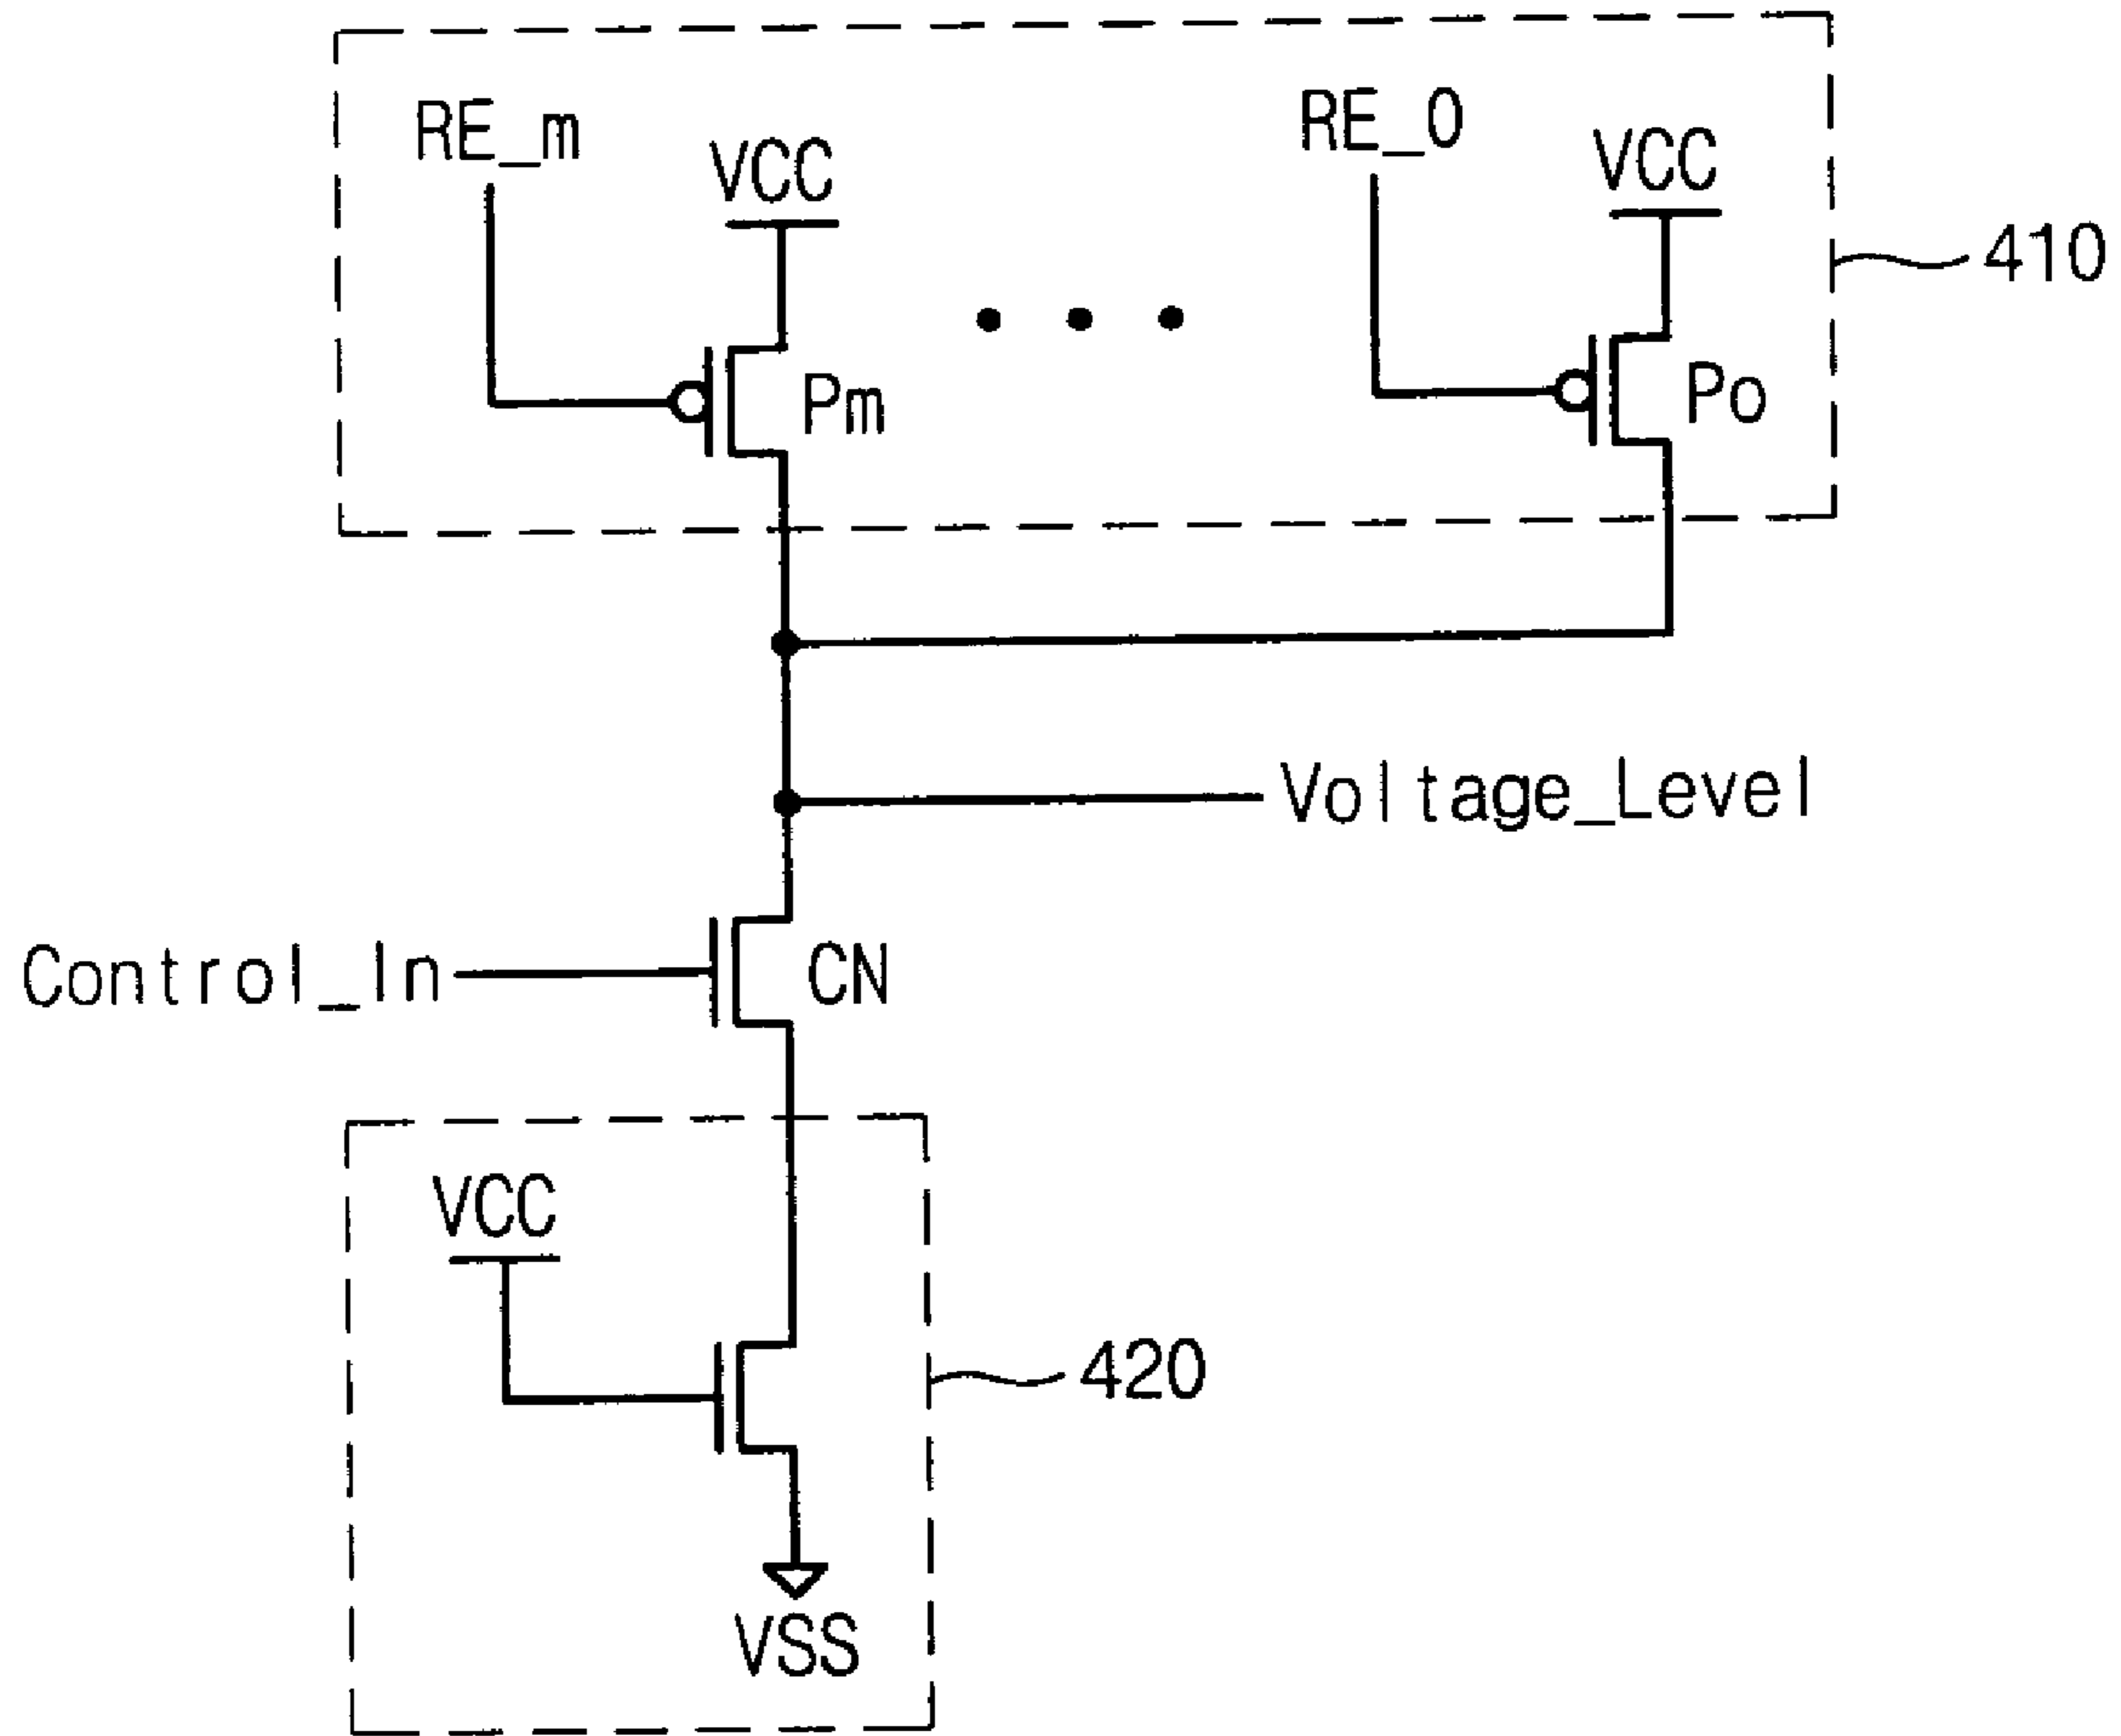 RE_m
VCC
RE_0
VCC
410
Pm
Po
Voltage_Level
Control_In
CN
VCC
420
VSS